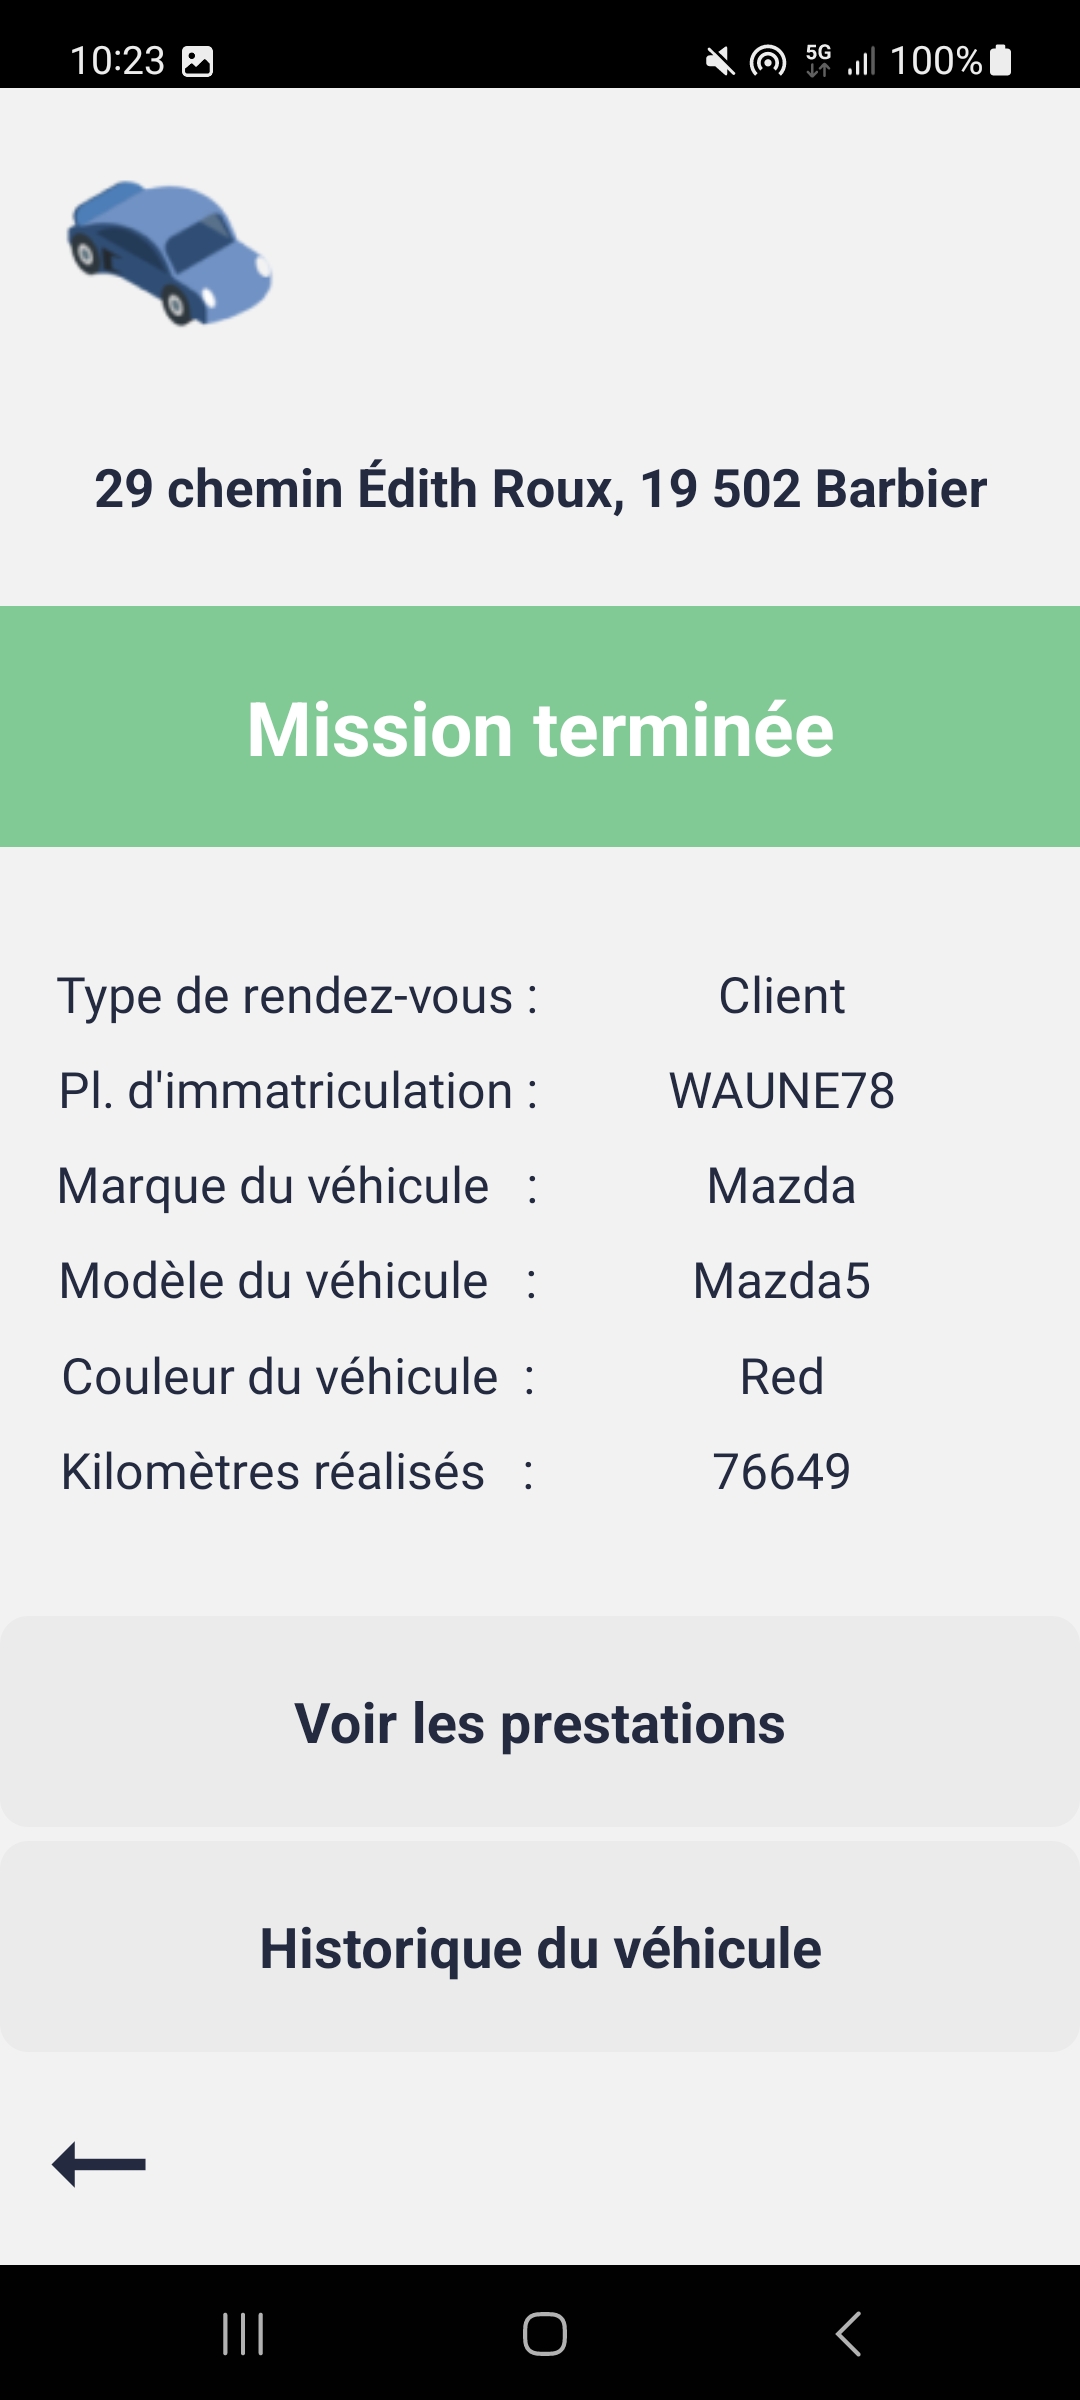 10:23 5G 100%
29 chemin Édith Roux, 19 502 Barbier
Mission terminée
Type de rendez-vous : Client
Pl. d'immatriculation : WAUNE78
Marque du véhicule : Mazda
Modèle du véhicule : Mazda5
Couleur du véhicule : Red
Kilomètres réalisés : 76649
Voir les prestations
Historique du véhicule